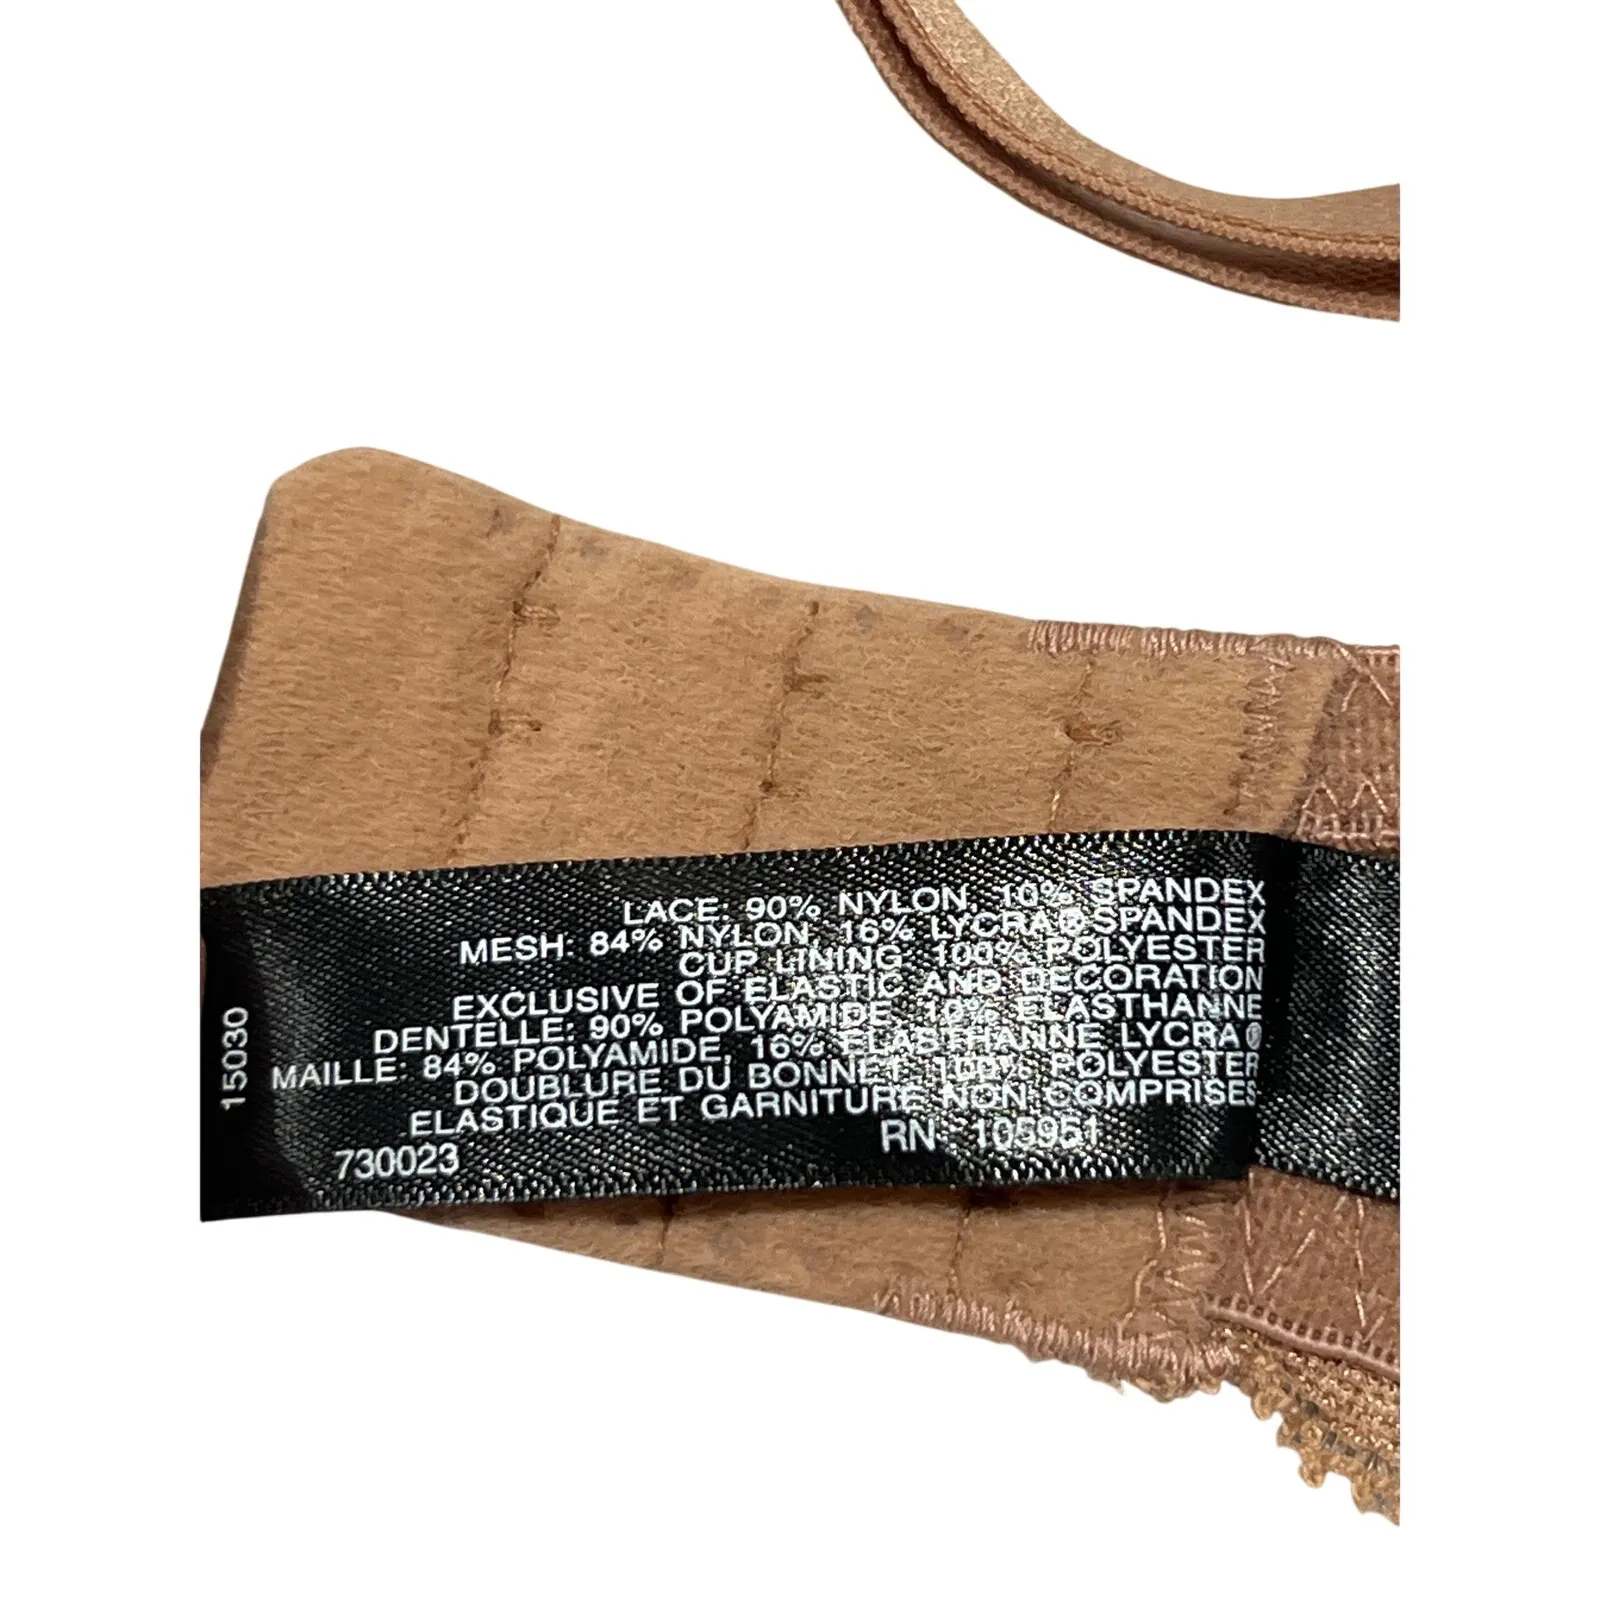 LACE: 90% NYLON, 10% SPANDEX
MESH: 84% NYLON, 16% LYCRA® SPANDEX
CUP LINING 100% POLYESTER
EXCLUSIVE OF ELASTIC AND DECORATION
DENTELLE: 90% POLYAMIDE, 10% ELASTHANNE
MAILLE: 84% POLYAMIDE, 16% ELASTHANNE LYCRA®
DOUBLURE DU BONNET 100% POLYESTER
ELASTIQUE ET GARNITURE NON COMPRISES
730023 RN 105951
15030